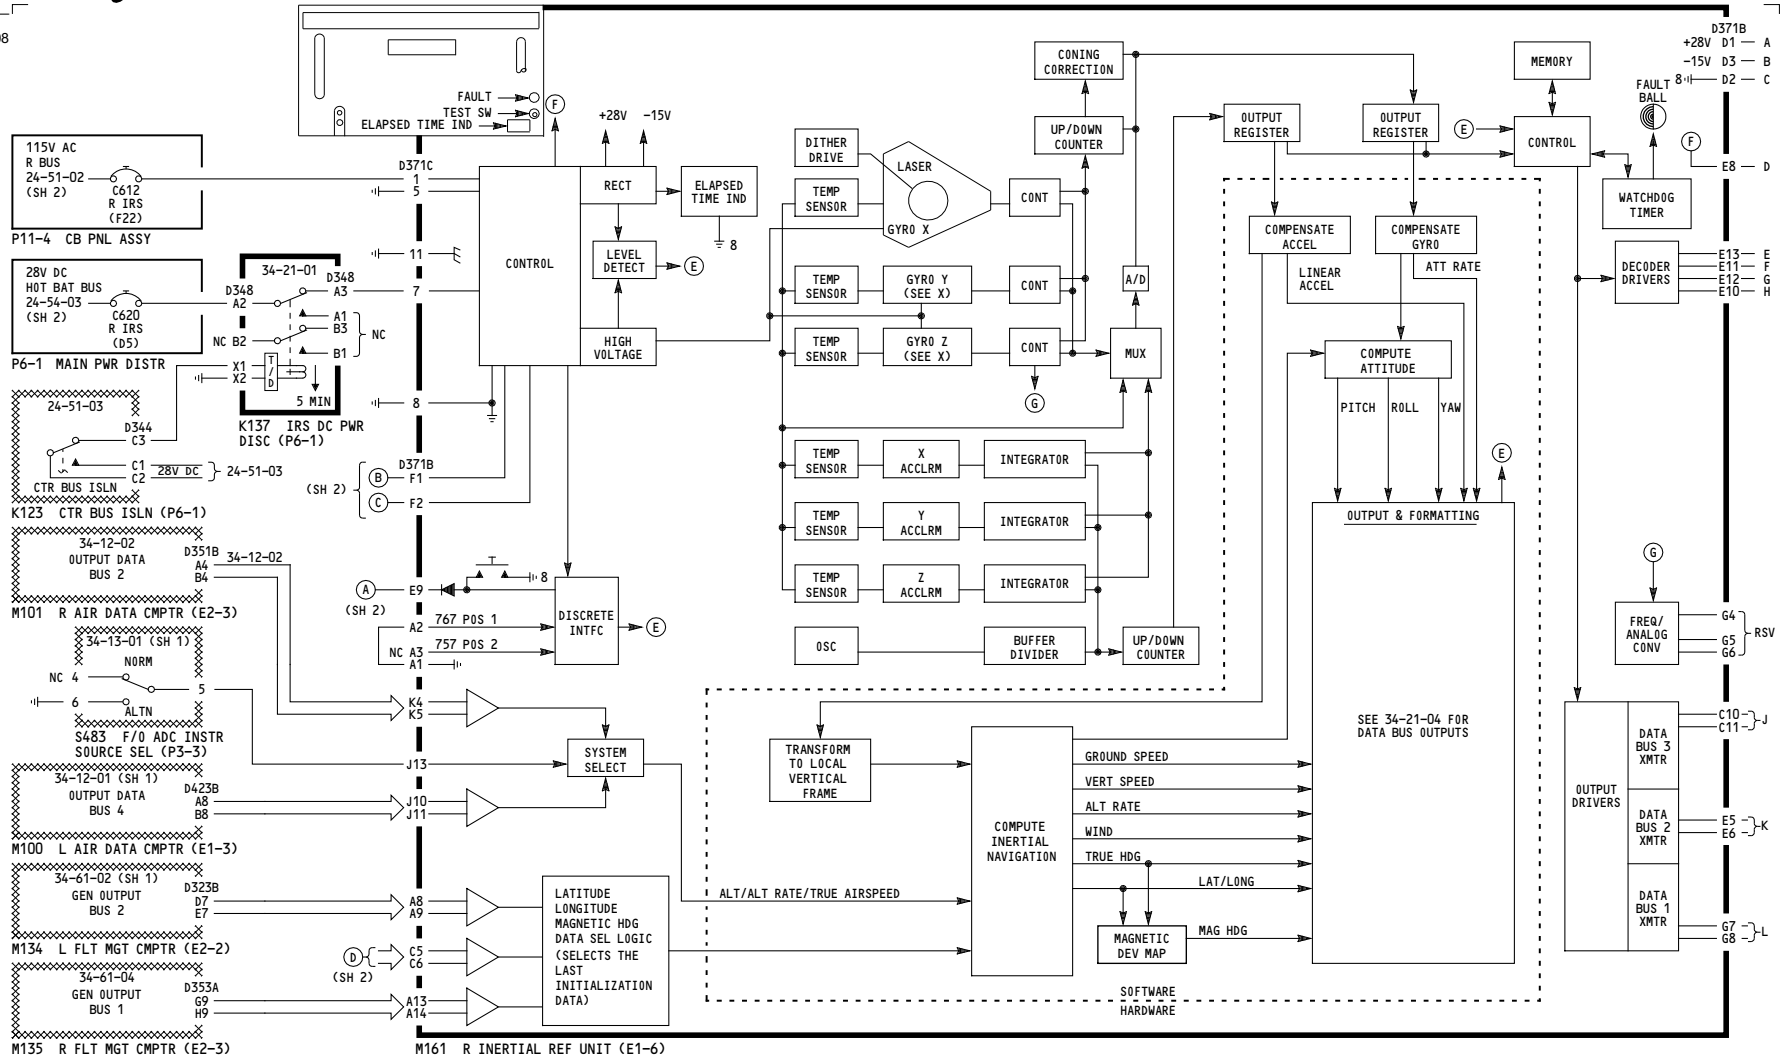 08
FAULT
TEST SW
ELAPSED TIME IND
F
+28V
-15V
115V AC
R BUS
24-51-02
(SH 2)
C612
R IRS
(F22)
P11-4 CB PNL ASSY
28V DC
HOT BAT BUS
24-54-03
(SH 2)
C620
R IRS
(D5)
P6-1 MAIN PWR DISTR
34-21-01
D348
A2
D348
A3
A1
B3
NC
NC B2
B1
X1
X2
T/D
5 MIN
K137 IRS DC PWR
DISC (P6-1)
24-51-03
D344
C3
C1
C2
28V DC
24-51-03
CTR BUS ISLN
K123 CTR BUS ISLN (P6-1)
34-12-02
OUTPUT DATA
BUS 2
D351B
A4
B4
34-12-02
M101 R AIR DATA CMPTR (E2-3)
34-13-01 (SH 1)
NORM
NC 4
5
6
ALTN
S483 F/O ADC INSTR
SOURCE SEL (P3-3)
34-12-01 (SH 1)
OUTPUT DATA
BUS 4
D423B
A8
B8
M100 L AIR DATA CMPTR (E1-3)
34-61-02 (SH 1)
GEN OUTPUT
BUS 2
D323B
D7
E7
M134 L FLT MGT CMPTR (E2-2)
34-61-04
GEN OUTPUT
BUS 1
D353A
G9
H9
M135 R FLT MGT CMPTR (E2-3)
D371C
1
5
11
7
8
D371B
(SH 2)
B
F1
C
F2
A
(SH 2)
E9
8
A2
767 POS 1
NC A3
757 POS 2
A1
K4
K5
J13
J10
J11
A8
A9
D
(SH 2)
C5
C6
A13
A14
CONTROL
RECT
ELAPSED
TIME IND
8
LEVEL
DETECT
E
HIGH
VOLTAGE
DISCRETE
INTFC
E
SYSTEM
SELECT
LATITUDE
LONGITUDE
MAGNETIC HDG
DATA SEL LOGIC
(SELECTS THE
LAST
INITIALIZATION
DATA)
DITHER
DRIVE
LASER
GYRO X
TEMP
SENSOR
CONT
TEMP
SENSOR
GYRO Y
(SEE X)
CONT
TEMP
SENSOR
GYRO Z
(SEE X)
CONT
G
CONING
CORRECTION
UP/DOWN
COUNTER
A/D
MUX
TEMP
SENSOR
X
ACCLRM
INTEGRATOR
TEMP
SENSOR
Y
ACCLRM
INTEGRATOR
TEMP
SENSOR
Z
ACCLRM
INTEGRATOR
OSC
BUFFER
DIVIDER
UP/DOWN
COUNTER
OUTPUT
REGISTER
OUTPUT
REGISTER
COMPENSATE
ACCEL
COMPENSATE
GYRO
LINEAR
ACCEL
ATT RATE
COMPUTE
ATTITUDE
PITCH
ROLL
YAW
E
OUTPUT & FORMATTING
SEE 34-21-04 FOR
DATA BUS OUTPUTS
TRANSFORM
TO LOCAL
VERTICAL
FRAME
COMPUTE
INERTIAL
NAVIGATION
GROUND SPEED
VERT SPEED
ALT RATE
WIND
TRUE HDG
LAT/LONG
ALT/ALT RATE/TRUE AIRSPEED
MAGNETIC
DEV MAP
MAG HDG
SOFTWARE
HARDWARE
MEMORY
E
CONTROL
FAULT
BALL
WATCHDOG
TIMER
DECODER
DRIVERS
G
FREQ/
ANALOG
CONV
OUTPUT
DRIVERS
DATA
BUS 3
XMTR
DATA
BUS 2
XMTR
DATA
BUS 1
XMTR
D371B
+28V D1 A
-15V D3 B
8 D2 C
F
E8 D
E13 E
E11 F
E12 G
E10 H
G4
G5
G6
RSV
C10
C11
J
E5
E6
K
G7
G8
L
M161 R INERTIAL REF UNIT (E1-6)